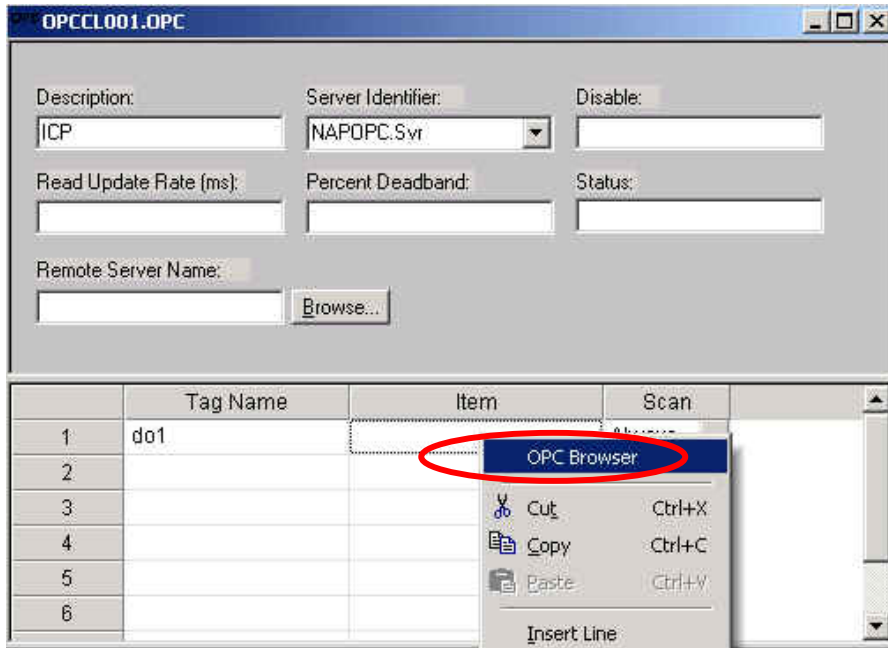 OPCCL001.OPC
Description: Server Identifier: Disable:
ICP NAPOPC.Svr
Read Update Rate (ms): Percent Deadband: Status:
Remote Server Name:
Browse...
Tag Name Item Scan
1 do1
OPC Browser
2
3 Cut Ctrl+X
4 Copy Ctrl+C
5 Paste Ctrl+V
6
Insert Line